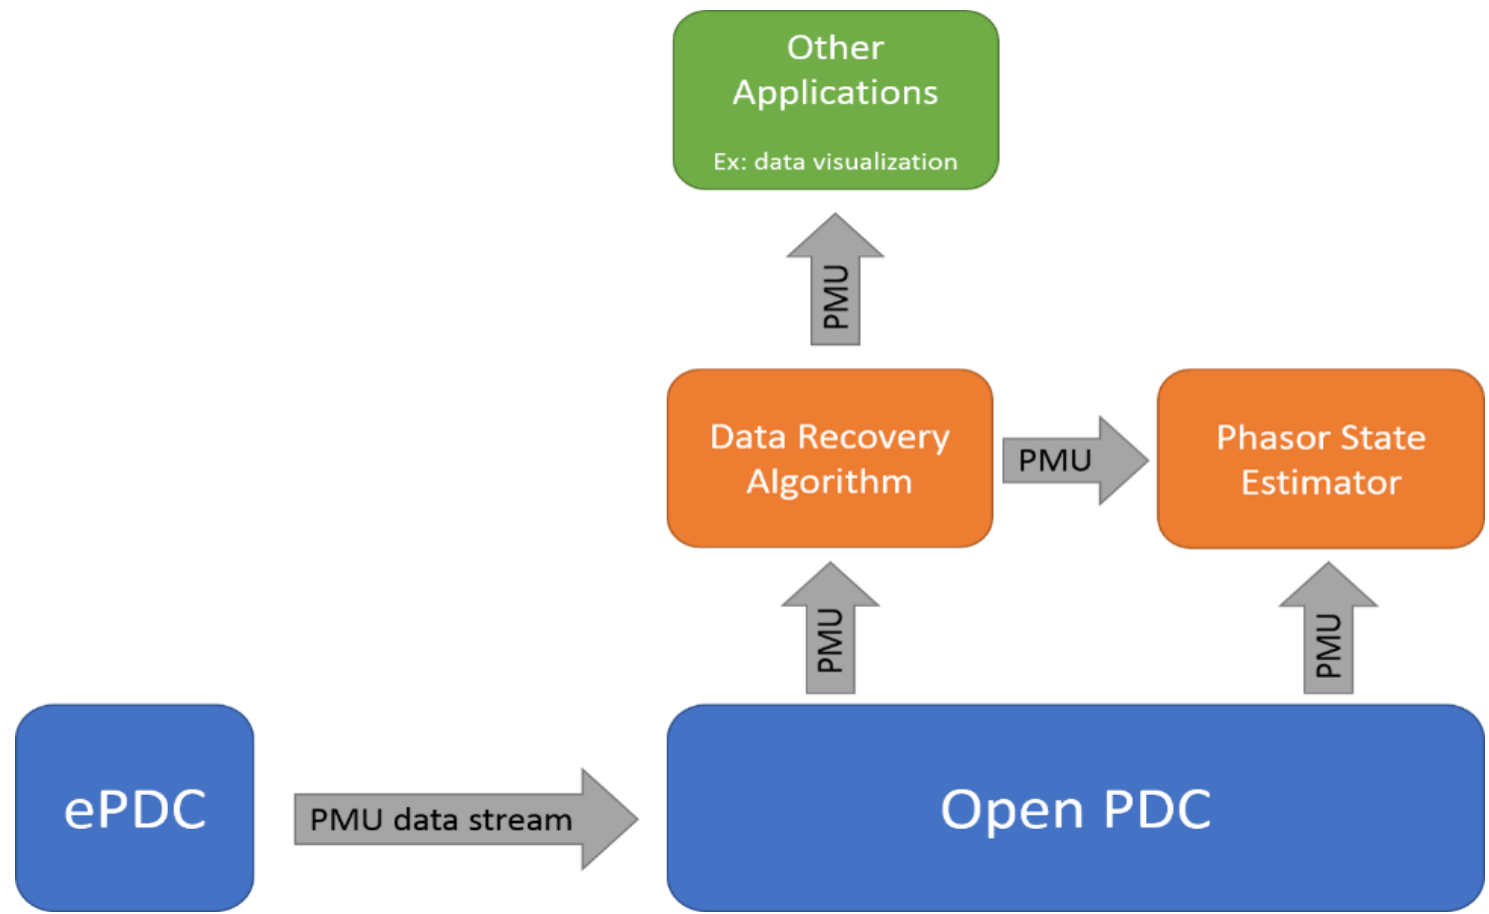 Other
Applications
Ex: data visualization
PMU
Data Recovery
Algorithm
PMU
Phasor State
Estimator
PMU
PMU
ePDC
PMU data stream
Open PDC